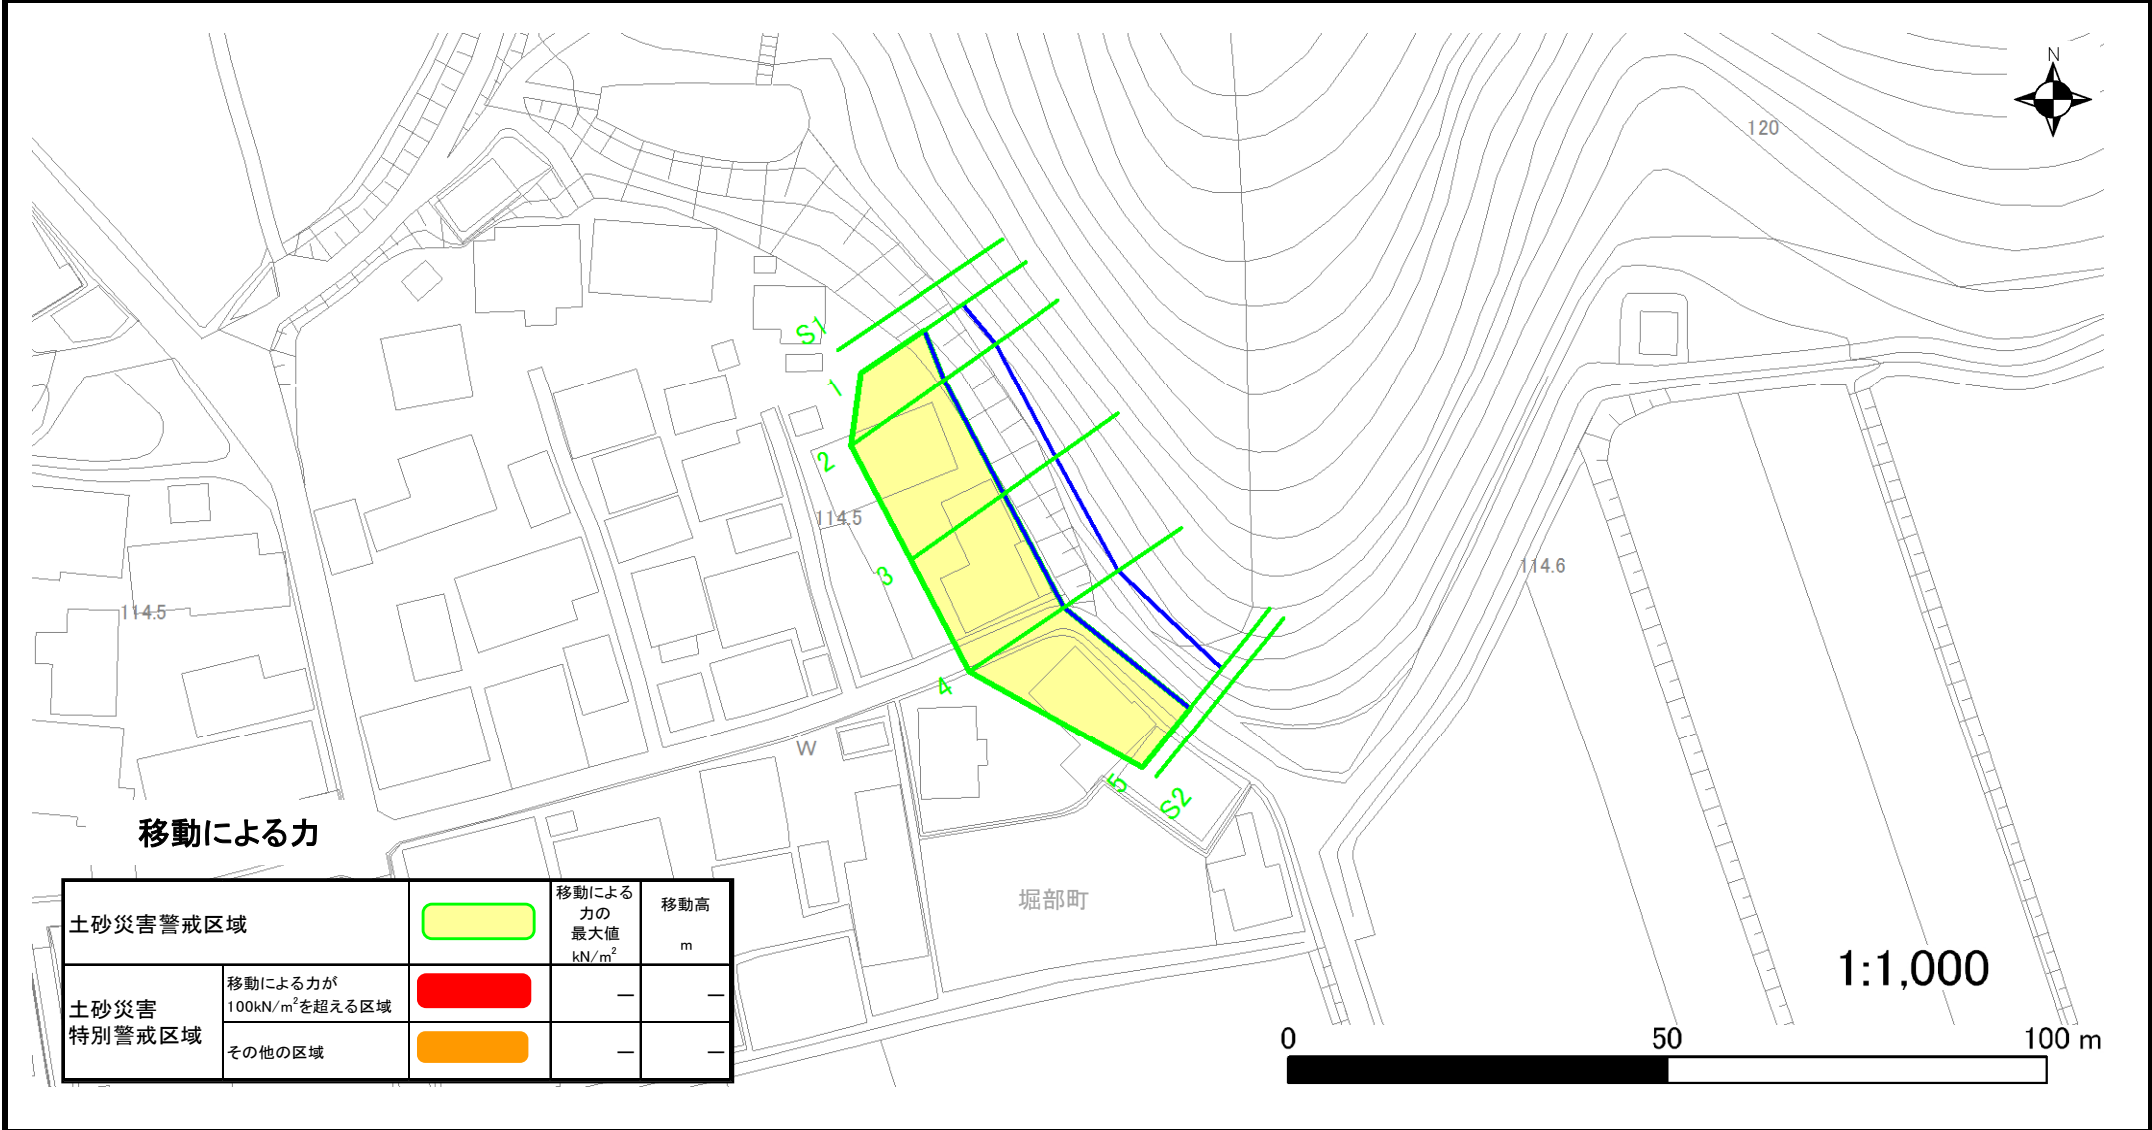 N
120
S1
1
2
114.5
3
114.6
114.5
4
W
5
S2
移動による力
堀部町
土砂災害警戒区域
移動による
力の
最大値
kN/m²
移動高
m
土砂災害
特別警戒区域
移動による力が
100kN/m²を超える区域
－
－
その他の区域
－
－
1:1,000
0
50
100 m